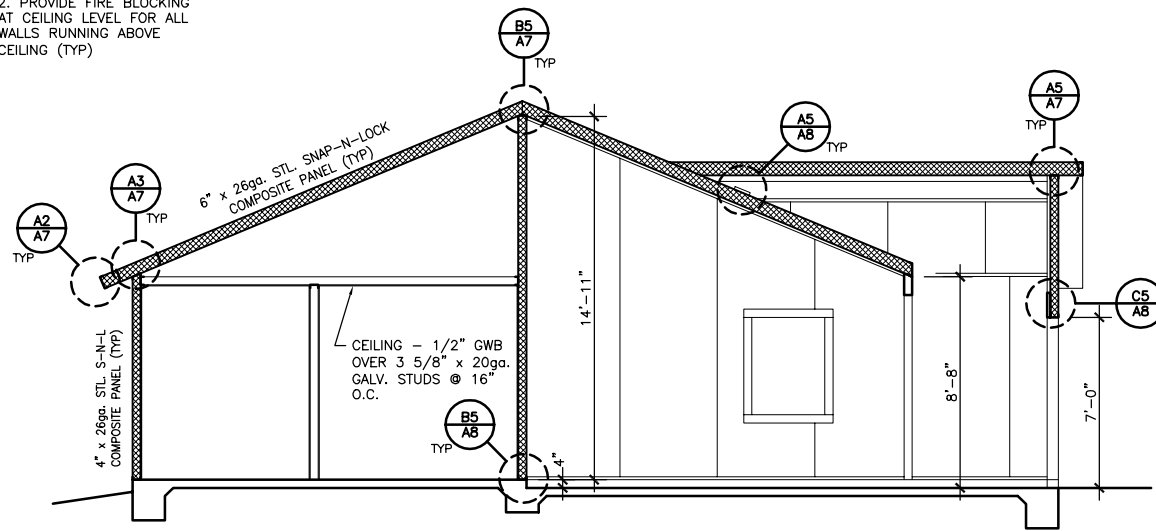 2. PROVIDE FIRE BLOCKING
AT CEILING LEVEL FOR ALL
WALLS RUNNING ABOVE
CEILING (TYP)
B5
A7
TYP
A5
A7
TYP
A5
A8
TYP
6" x 26ga. STL. SNAP-N-LOCK
COMPOSITE PANEL (TYP)
A3
A7
TYP
A2
A7
TYP
14'-11"
C5
A8
CEILING - 1/2" GWB
OVER 3 5/8" x 20ga.
GALV. STUDS @ 16"
O.C.
4" x 26ga. STL. S-N-L
COMPOSITE PANEL (TYP)
8'-8"
7'-0"
B5
A8
TYP
4"